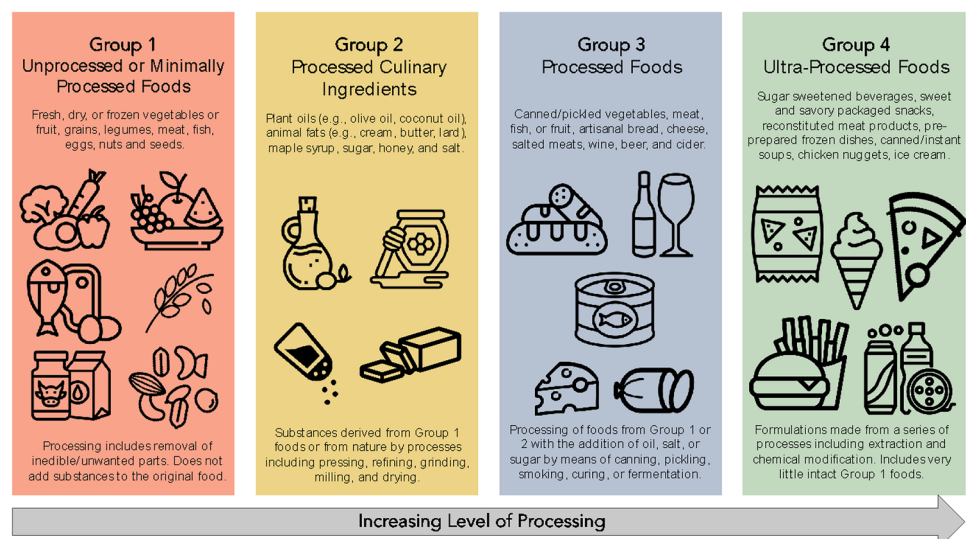 Group 1
Unprocessed or Minimally
Processed Foods
Fresh, dry, or frozen vegetables or
fruit, grains, legumes, meat, fish,
eggs, nuts and seeds.
Processing includes removal of
inedible/unwanted parts. Does not
add substances to the original food.
Group 2
Processed Culinary
Ingredients
Plant oils (e.g., olive oil, coconut oil),
animal fats (e.g., cream, butter, lard),
maple syrup, sugar, honey, and salt.
Substances derived from Group 1
foods or from nature by processes
including pressing, refining, grinding,
milling, and drying.
Group 3
Processed Foods
Canned/pickled vegetables, meat,
fish, or fruit, artisanal bread, cheese,
salted meats, wine, beer, and cider.
Processing of foods from Group 1 or
2 with the addition of oil, salt, or
sugar by means of canning, pickling,
smoking, curing, or fermentation.
Group 4
Ultra-Processed Foods
Sugar sweetened beverages, sweet
and savory packaged snacks,
reconstituted meat products, pre-
prepared frozen dishes, canned/instant
soups, chicken nuggets, ice cream.
Formulations made from a series of
processes including extraction and
chemical modification. Includes very
little intact Group 1 foods.
Increasing Level of Processing